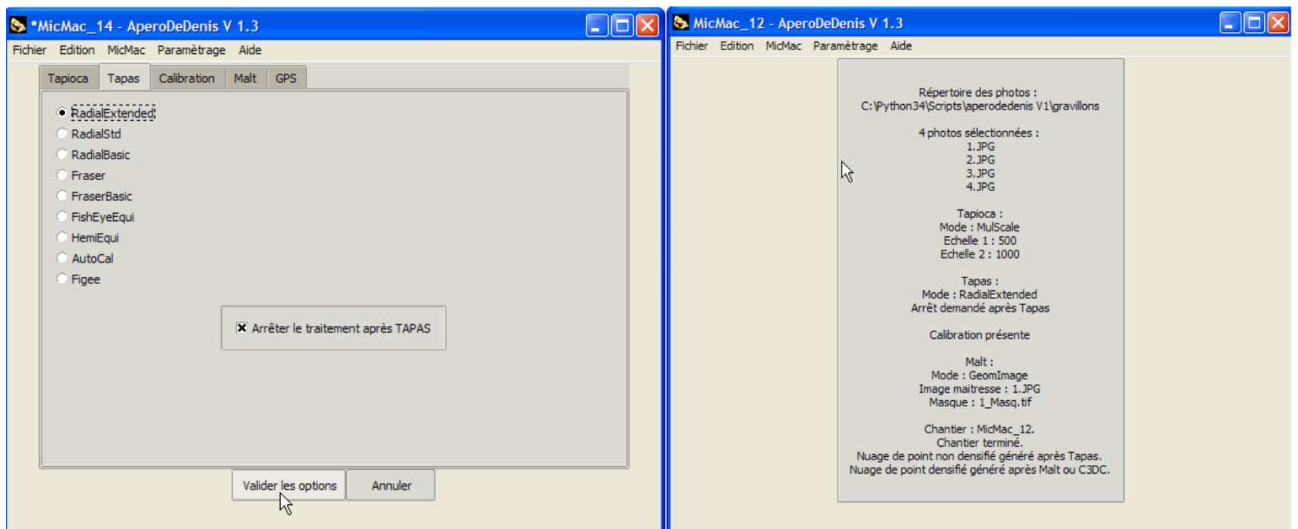 *MicMac_14 - AperoDeDenis V 1.3
Fichier Edition MicMac Paramètrage Aide
Tapioca Tapas Calibration Malt GPS
RadialExtended
RadialStd
RadialBasic
Fraser
FraserBasic
FishEyeEqui
HemiEqui
AutoCal
Figee
Arrêter le traitement après TAPAS
Valider les options Annuler
MicMac_12 - AperoDeDenis V 1.3
Fichier Edition MicMac Paramètrage Aide
Répertoire des photos :
C:\Python34\Scripts\aperodedenis V1\gravillons
4 photos sélectionnées :
1.JPG
2.JPG
3.JPG
4.JPG
Tapioca :
Mode : MulScale
Echelle 1 : 500
Echelle 2 : 1000
Tapas :
Mode : RadialExtended
Arrêt demandé après Tapas
Calibration présente
Malt :
Mode : GeomImage
Image maitresse : 1.JPG
Masque : 1_Masq.tif
Chantier : MicMac_12.
Chantier terminé.
Nuage de point non densifié généré après Tapas.
Nuage de point densifié généré après Malt ou C3DC.